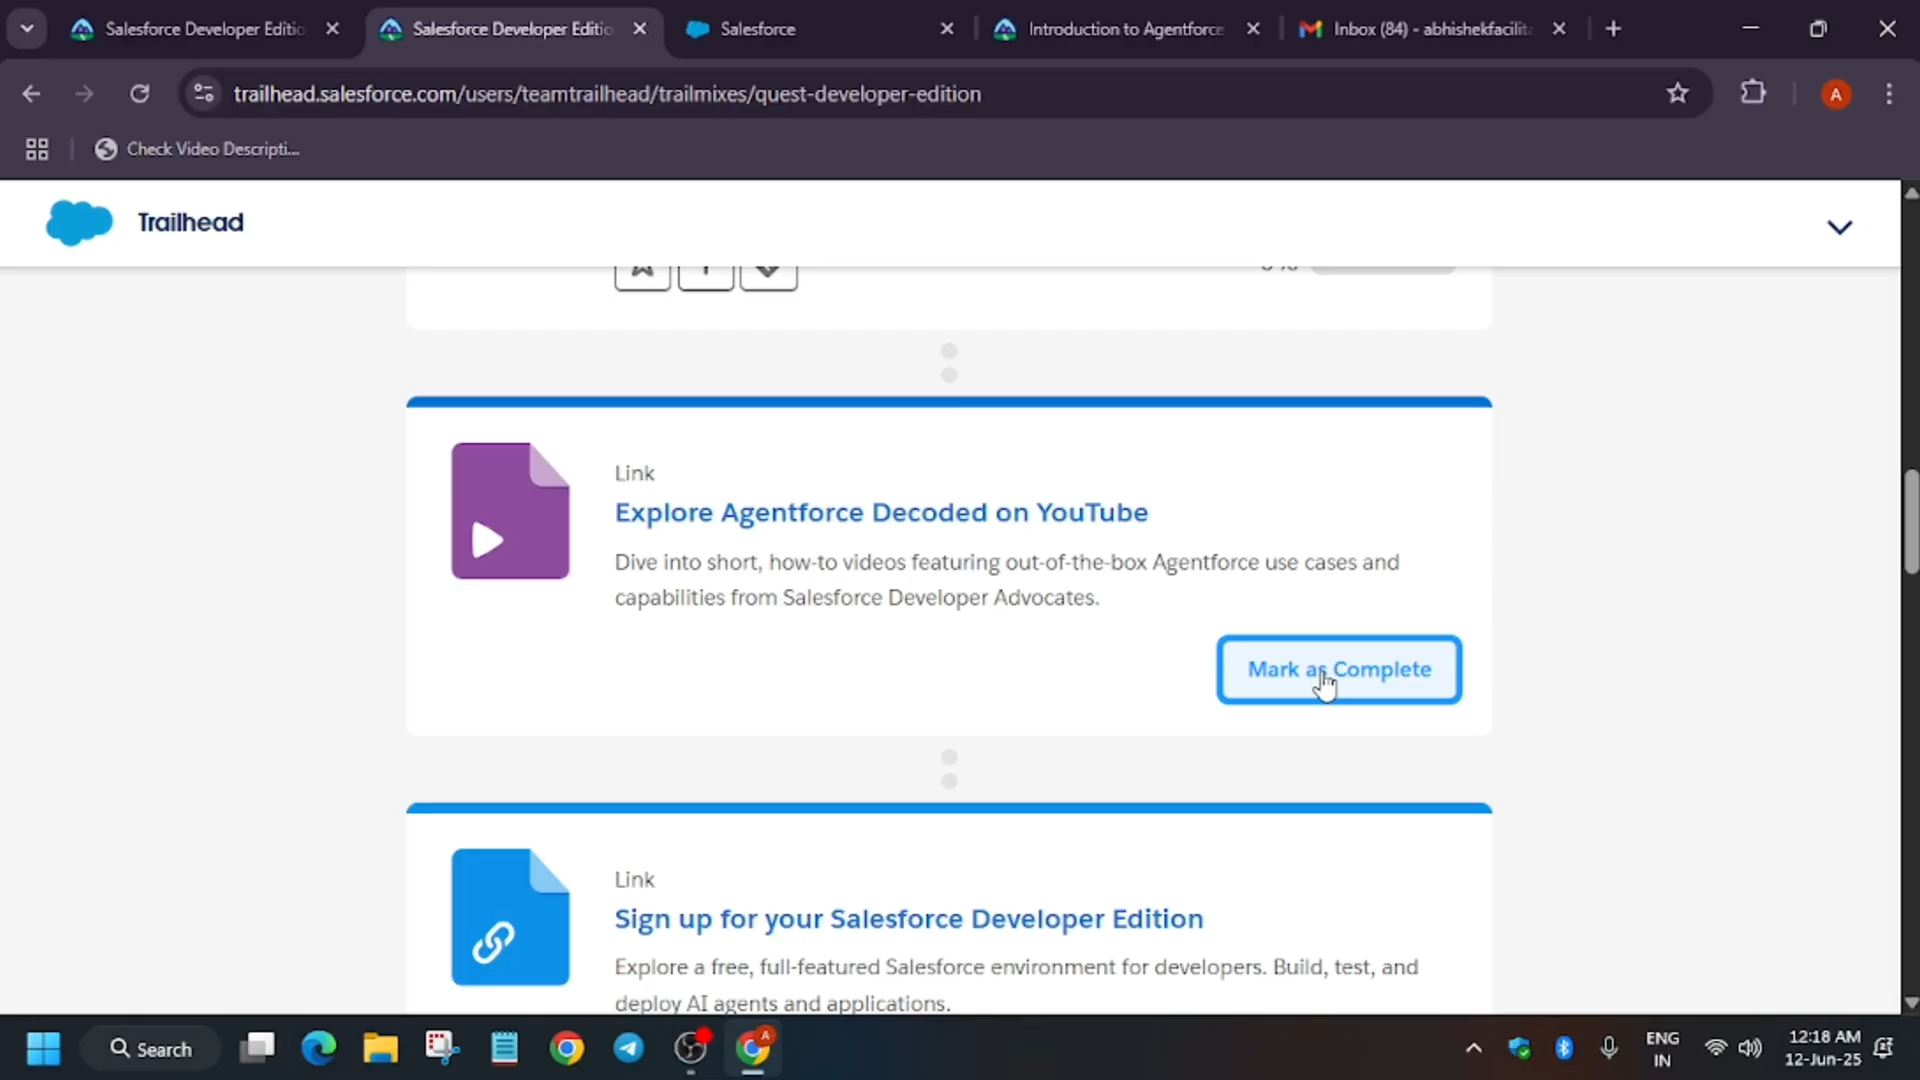 Salesforce Developer Editio
Salesforce Developer Editio
Salesforce
Introduction to Agentforce
Inbox (84) - abhishekfacilit
trailhead.salesforce.com/users/teamtrailhead/trailmixes/quest-developer-edition
A
Check Video Descripti...
Trailhead
Link
Explore Agentforce Decoded on YouTube
Dive into short, how-to videos featuring out-of-the-box Agentforce use cases and
capabilities from Salesforce Developer Advocates.
Mark as Complete
Link
Sign up for your Salesforce Developer Edition
Explore a free, full-featured Salesforce environment for developers. Build, test, and
deploy AI agents and applications.
Search
A
ENG
IN
12:18 AM
12-Jun-25